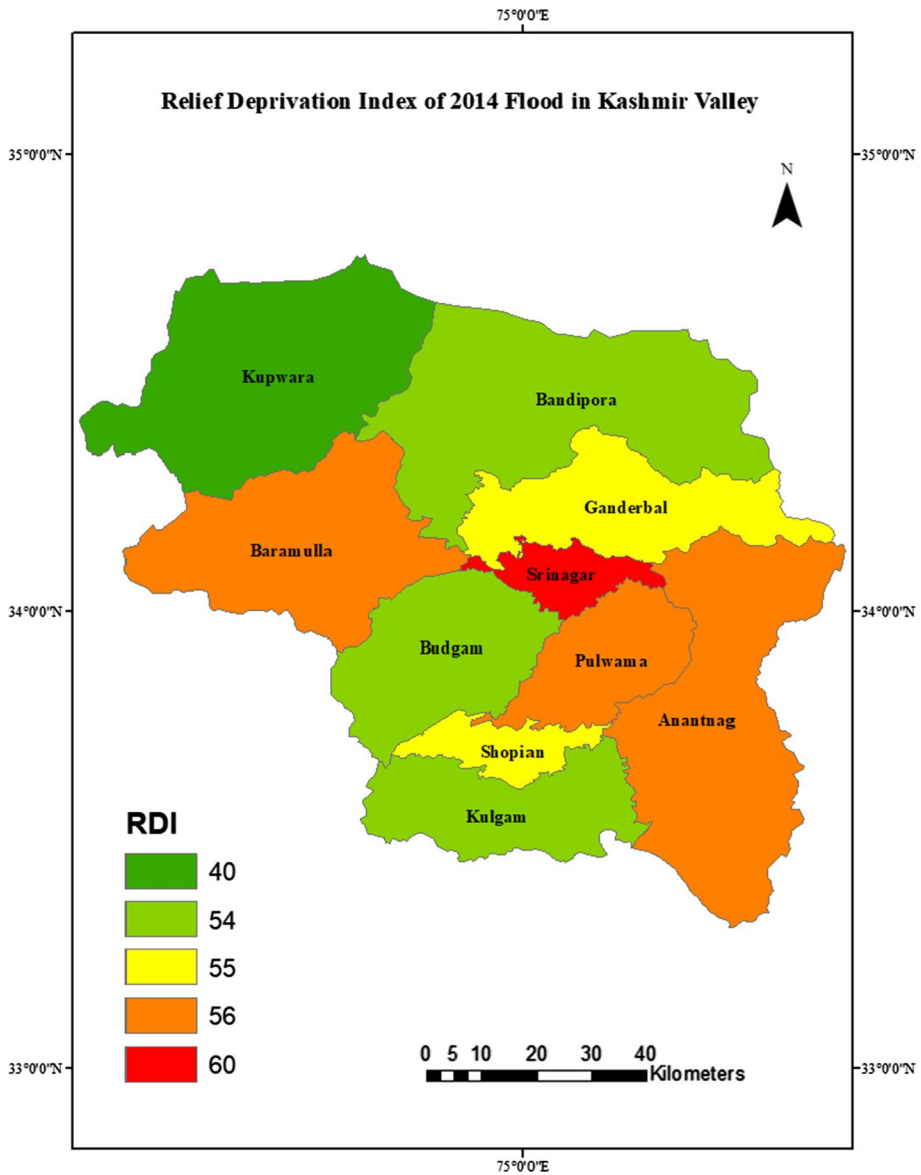 75°0'0"E
Relief Deprivation Index of 2014 Flood in Kashmir Valley
35°0'0"N
35°0'0"N
N
Kupwara
Bandipora
Ganderbal
Baramulla
Srinagar
34°0'0"N
34°0'0"N
Budgam
Pulwama
Anantnag
Shopian
Kulgam
RDI
40
54
55
56
60
0 5 10 20 30 40
Kilometers
33°0'0"N
33°0'0"N
75°0'0"E